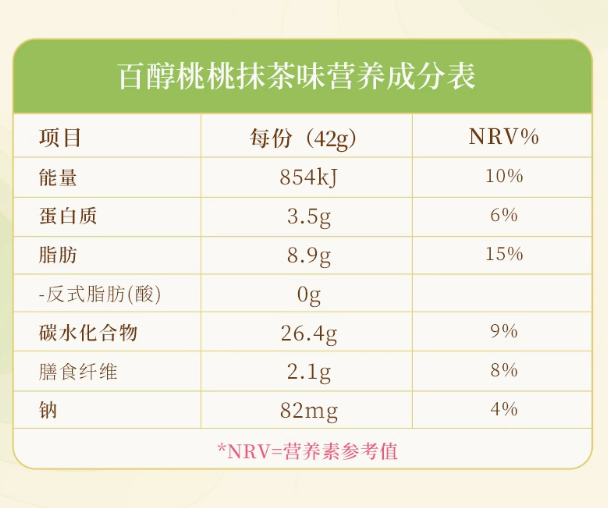 百醇桃桃抹茶味营养成分表
项目 每份（42g） NRV%
能量 854kJ 10%
蛋白质 3.5g 6%
脂肪 8.9g 15%
-反式脂肪(酸) 0g
碳水化合物 26.4g 9%
膳食纤维 2.1g 8%
钠 82mg 4%
*NRV=营养素参考值